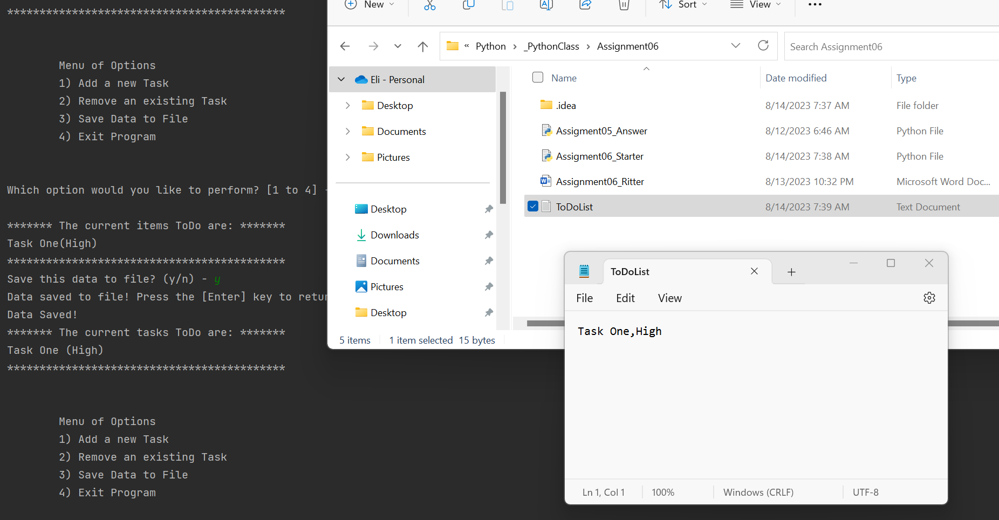 *******************************************
Menu of Options
1) Add a new Task
2) Remove an existing Task
3) Save Data to File
4) Exit Program
Which option would you like to perform? [1 to 4] -
******* The current items ToDo are: *******
Task One(High)
*******************************************
Save this data to file? (y/n) - y
Data saved to file! Press the [Enter] key to retur
Data Saved!
******* The current tasks ToDo are: *******
Task One (High)
*******************************************
Menu of Options
1) Add a new Task
2) Remove an existing Task
3) Save Data to File
4) Exit Program
New
Sort
View
« Python > _PythonClass > Assignment06
Search Assignment06
Eli - Personal
Desktop
Documents
Pictures
Desktop
Downloads
Documents
Pictures
Desktop
Name Date modified Type
.idea 8/14/2023 7:37 AM File folder
Assigment05_Answer 8/12/2023 6:46 AM Python File
Assigment06_Starter 8/14/2023 7:38 AM Python File
Assignment06_Ritter 8/13/2023 10:32 PM Microsoft Word Doc...
ToDoList 8/14/2023 7:39 AM Text Document
5 items 1 item selected 15 bytes
ToDoList
File Edit View
Task One,High
Ln 1, Col 1 100% Windows (CRLF) UTF-8